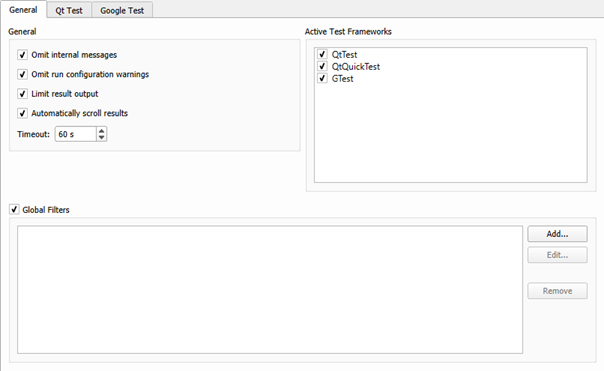 General Qt Test Google Test
General
Omit internal messages
Omit run configuration warnings
Limit result output
Automatically scroll results
Timeout: 60 s
Active Test Frameworks
QtTest
QtQuickTest
GTest
Global Filters
Add...
Edit...
Remove